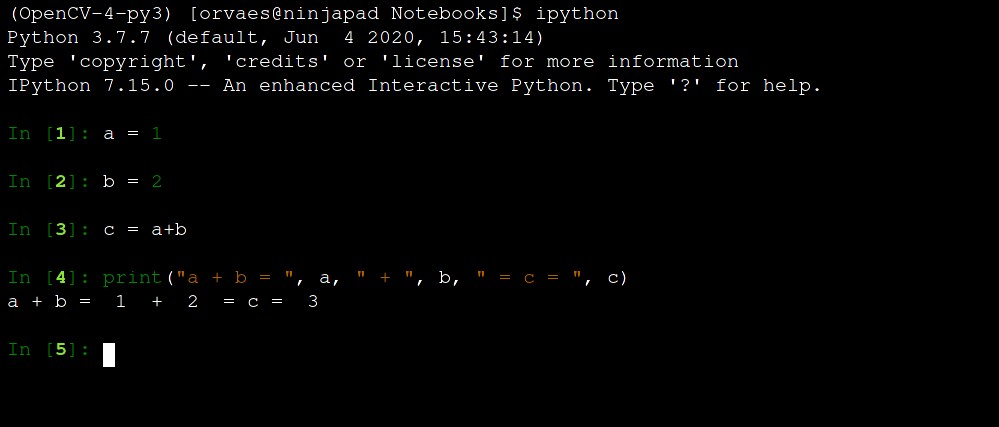 (OpenCV-4-py3) [orvaes@ninjapad Notebooks]$ ipython
Python 3.7.7 (default, Jun  4 2020, 15:43:14)
Type 'copyright', 'credits' or 'license' for more information
IPython 7.15.0 -- An enhanced Interactive Python. Type '?' for help.
In [1]: a = 1
In [2]: b = 2
In [3]: c = a+b
In [4]: print("a + b = ", a, " + ", b, " = c = ", c)
a + b =  1  +  2  = c =  3
In [5]: